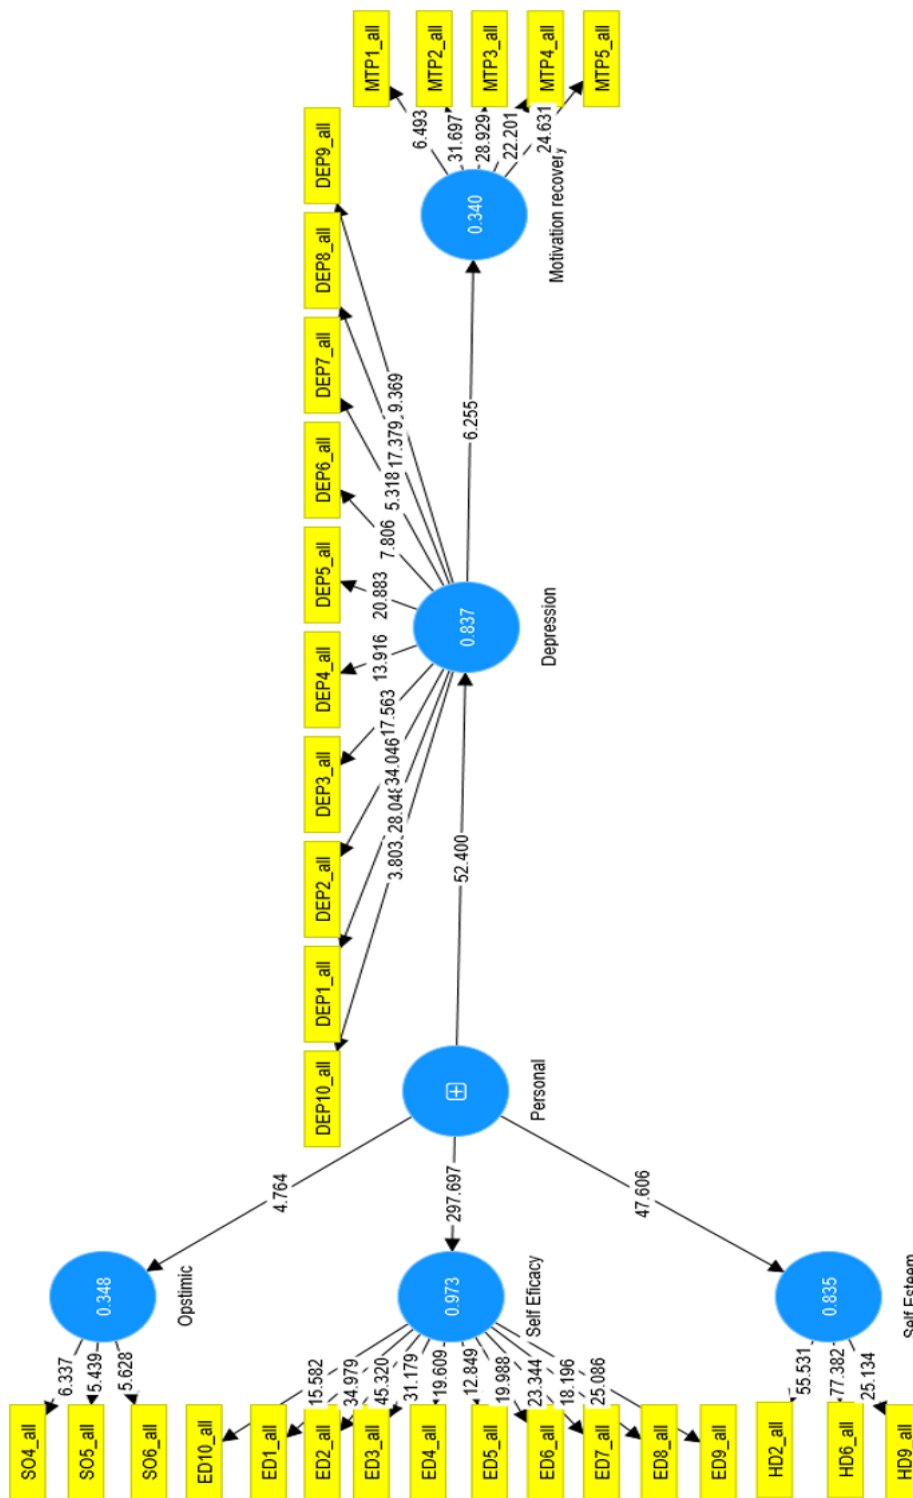 SO4_all
SO5_all
SO6_all
6.337
5.439
5.628
0.348
Opstimic
ED10_all
ED1_all
ED2_all
ED3_all
ED4_all
ED5_all
ED6_all
ED7_all
ED8_all
ED9_all
15.582
34.979
45.320
31.179
19.609
12.849
19.988
23.344
18.196
25.086
0.973
Self Eficacy
HD2_all
HD6_all
HD9_all
55.531
77.382
25.134
0.835
Self Esteem
4.764
297.697
47.606
Personal
52.400
DEP10_all
DEP1_all
DEP2_all
DEP3_all
DEP4_all
DEP5_all
DEP6_all
DEP7_all
DEP8_all
DEP9_all
3.803
28.048
34.046
17.563
13.916
20.883
7.806
5.318
17.379
9.369
0.837
Depression
6.255
0.340
Motivation recovery
6.493
31.697
28.929
22.201
24.631
MTP1_all
MTP2_all
MTP3_all
MTP4_all
MTP5_all